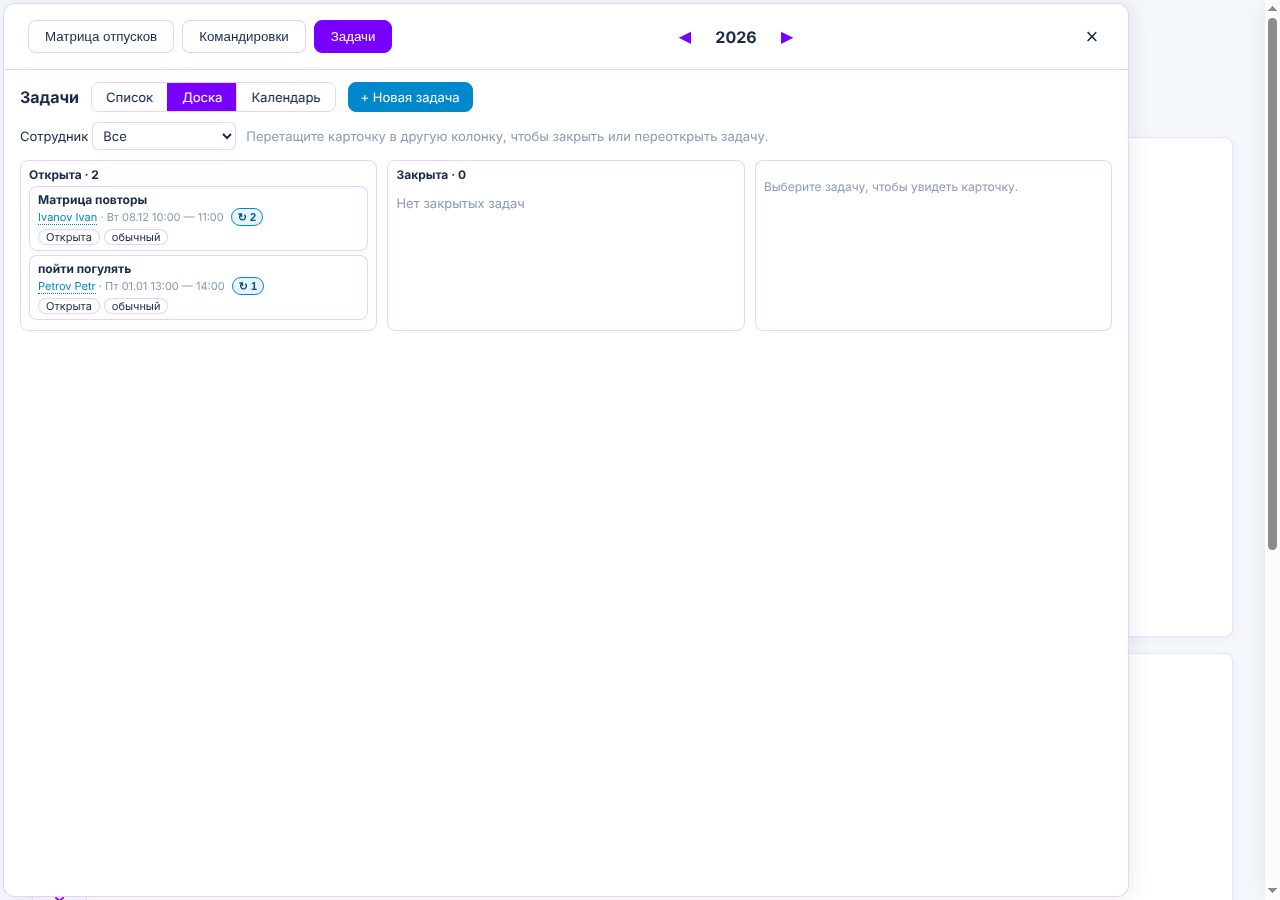 Матрица отпусков Командировки Задачи ◀ 2026 ▶ ×
Задачи Список Доска Календарь + Новая задача
Сотрудник Все Перетащите карточку в другую колонку, чтобы закрыть или переоткрыть задачу.
Открыта · 2
Матрица повторы
Ivanov Ivan · Вт 08.12 10:00 — 11:00 ↻ 2
Открыта обычный
пойти погулять
Petrov Petr · Пт 01.01 13:00 — 14:00 ↻ 1
Открыта обычный
Закрыта · 0
Нет закрытых задач
Выберите задачу, чтобы увидеть карточку.